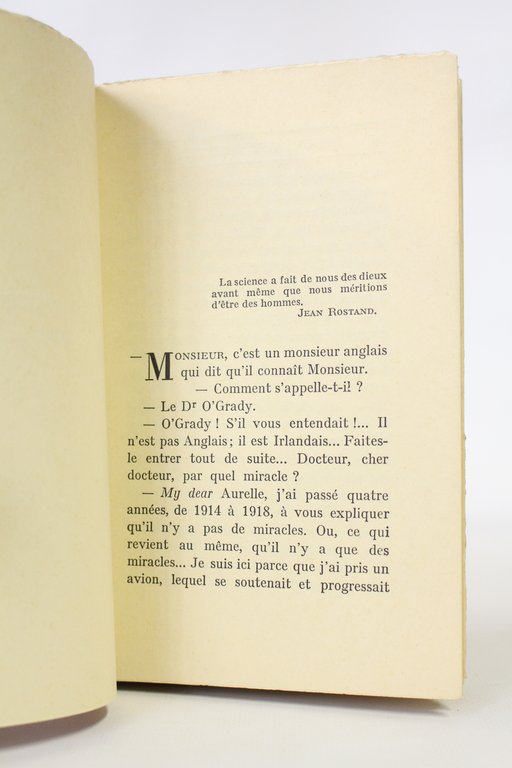 La science a fait de nous des dieux
avant même que nous méritions
d'être des hommes.
JEAN ROSTAND.
— MONSIEUR, c'est un monsieur anglais
qui dit qu'il connaît Monsieur.
— Comment s'appelle-t-il ?
— Le Dr O'Grady.
— O'Grady ! S'il vous entendait !... Il
n'est pas Anglais ; il est Irlandais... Faites-
le entrer tout de suite... Docteur, cher
docteur, par quel miracle ?
— My dear Aurelle, j'ai passé quatre
années, de 1914 à 1918, à vous expliquer
qu'il n'y a pas de miracles. Ou, ce qui
revient au même, qu'il n'y a que des
miracles... Je suis ici parce que j'ai pris un
avion, lequel se soutenait et progressait